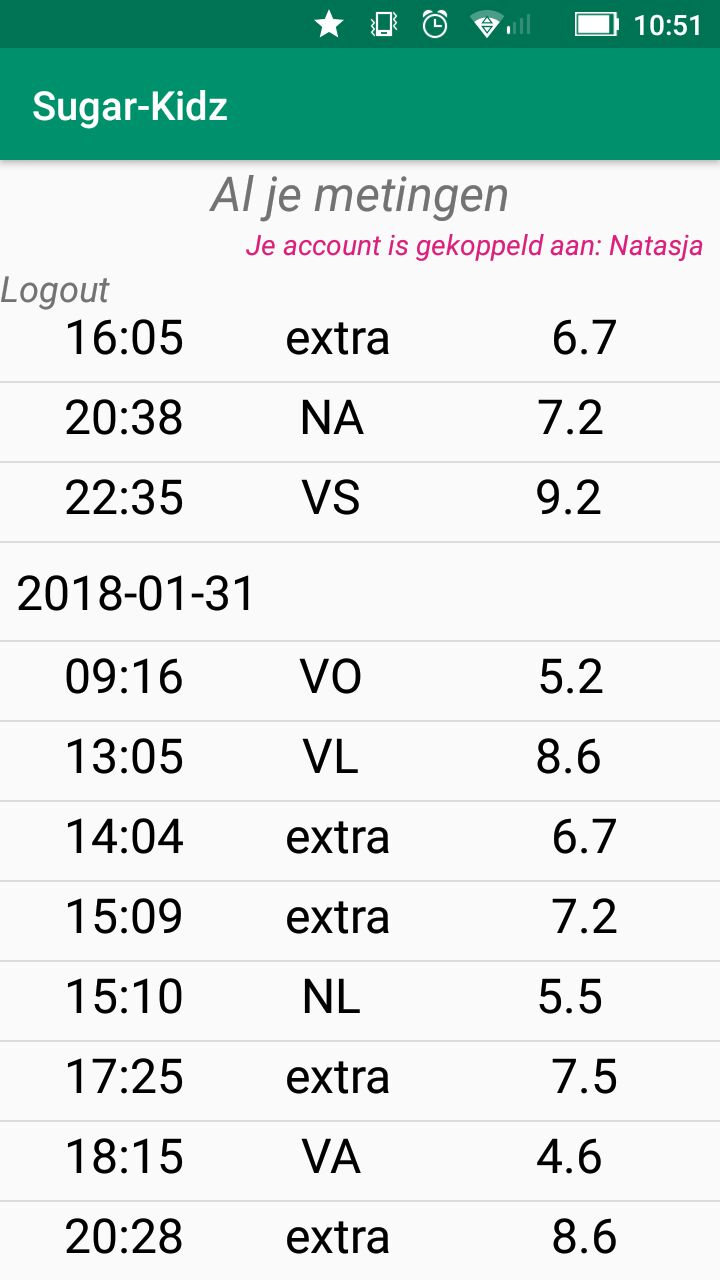 10:51
Sugar-Kidz
Al je metingen
Je account is gekoppeld aan: Natasja
Logout
16:05 extra 6.7
20:38 NA 7.2
22:35 VS 9.2
2018-01-31
09:16 VO 5.2
13:05 VL 8.6
14:04 extra 6.7
15:09 extra 7.2
15:10 NL 5.5
17:25 extra 7.5
18:15 VA 4.6
20:28 extra 8.6